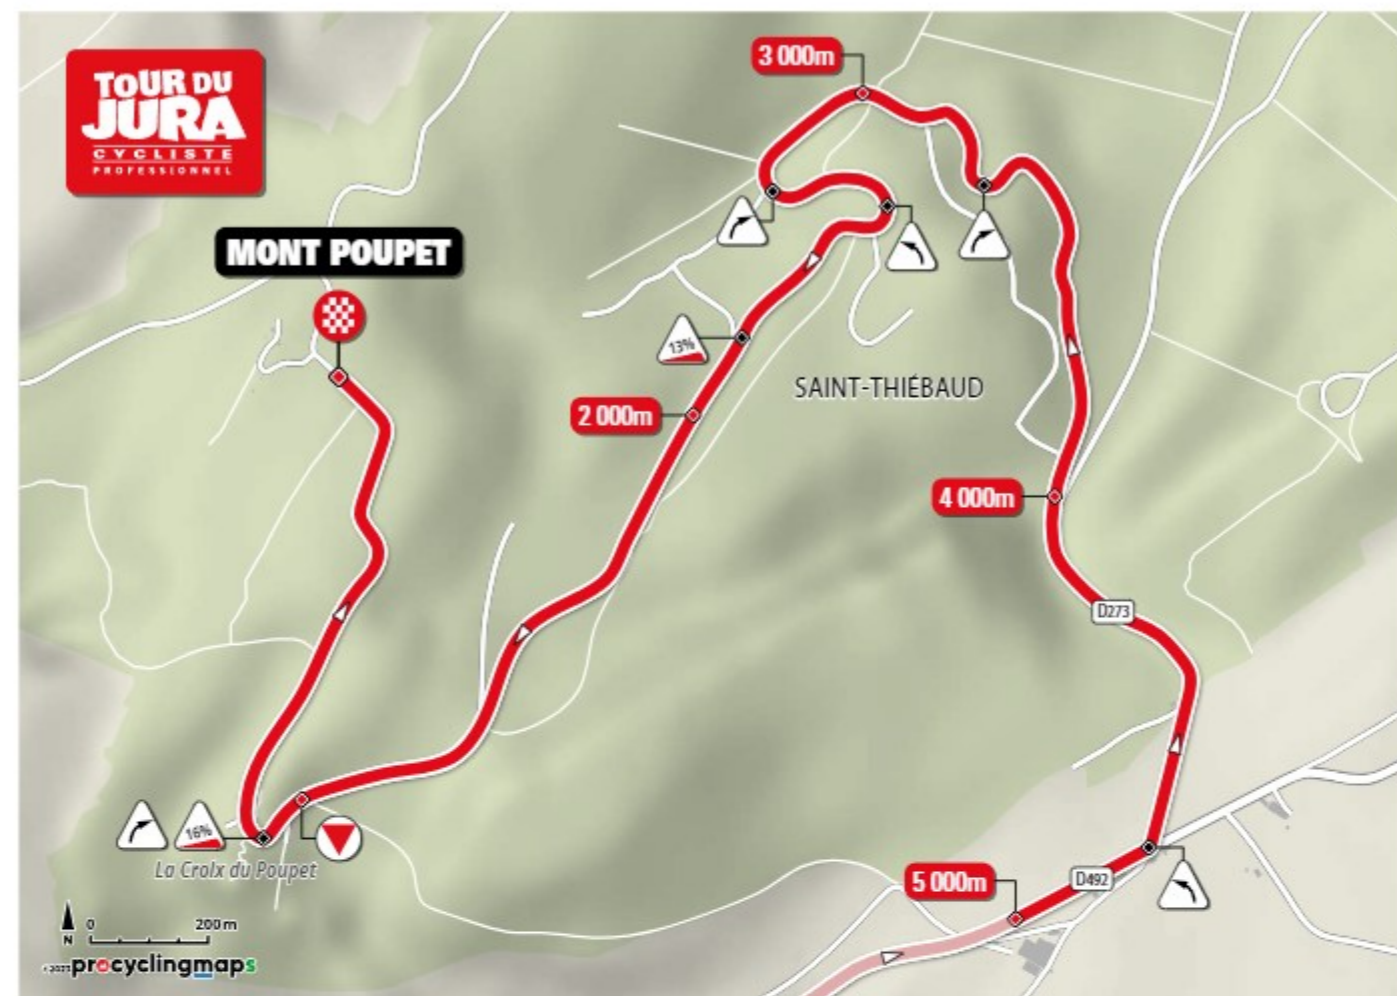 TOUR DU
JURA
CYCLISTE
PROFESSIONNEL
3 000m
MONT POUPET
13%
2 000m
SAINT-THIÉBAUD
4 000m
D273
16%
La Croix du Poupet
5 000m
D492
N
0 200 m
procyclingmaps